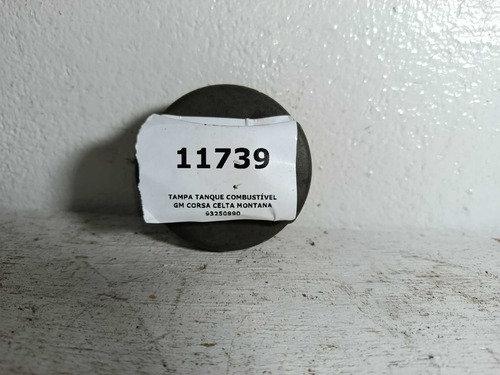 11739
TAMPA TANQUE COMBUSTÍVEL
GM CORSA CELTA MONTANA
93250890